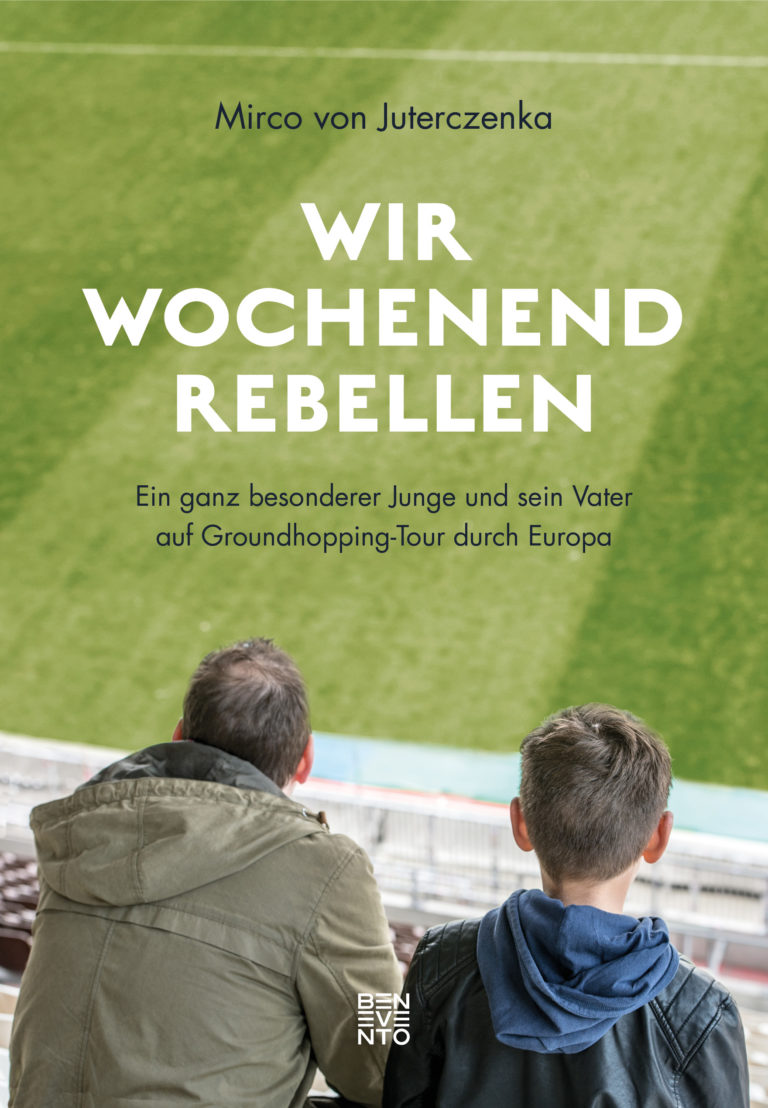 Mirco von Juterczenka
WIR
WOCHENEND
REBELLEN
Ein ganz besonderer Junge und sein Vater
auf Groundhopping-Tour durch Europa
BEN
EVE
NTO